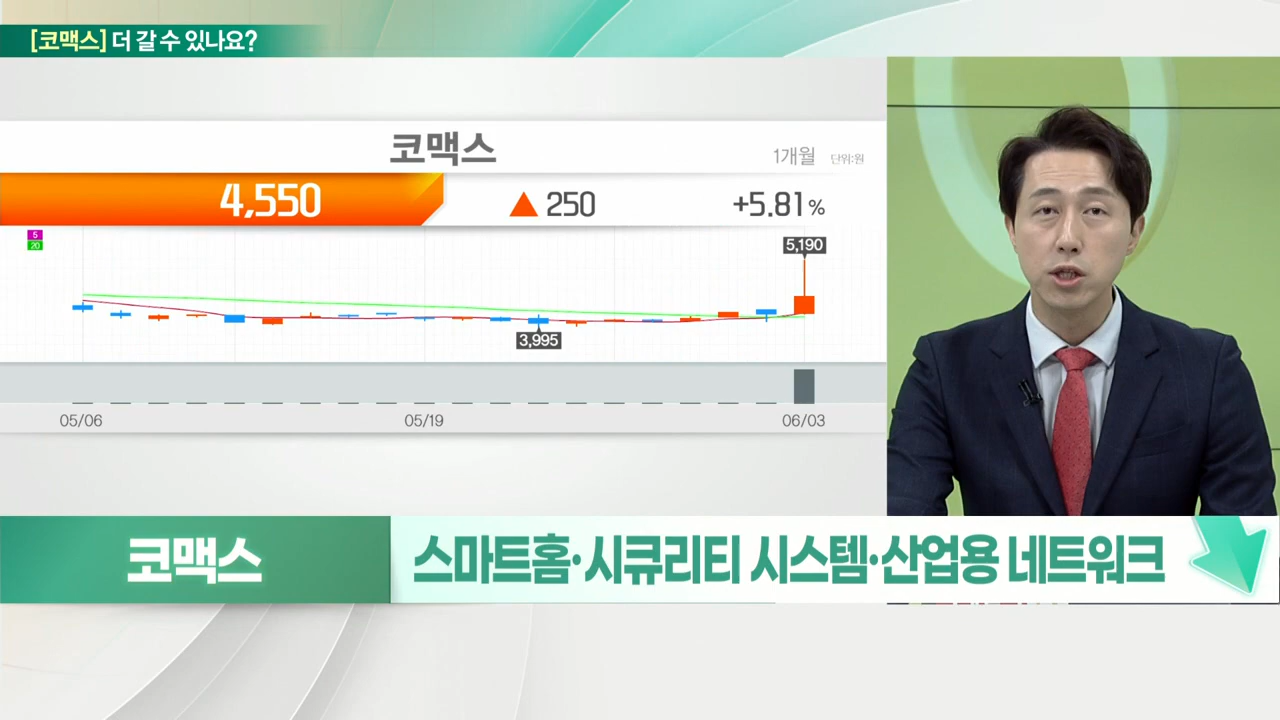 [코맥스] 더 갈 수 있나요?
코맥스
1개월 단위:원
4,550 ▲ 250 +5.81 %
5
20
5,190
3,995
05/06 05/19 06/03
코맥스 스마트홈·시큐리티 시스템·산업용 네트워크